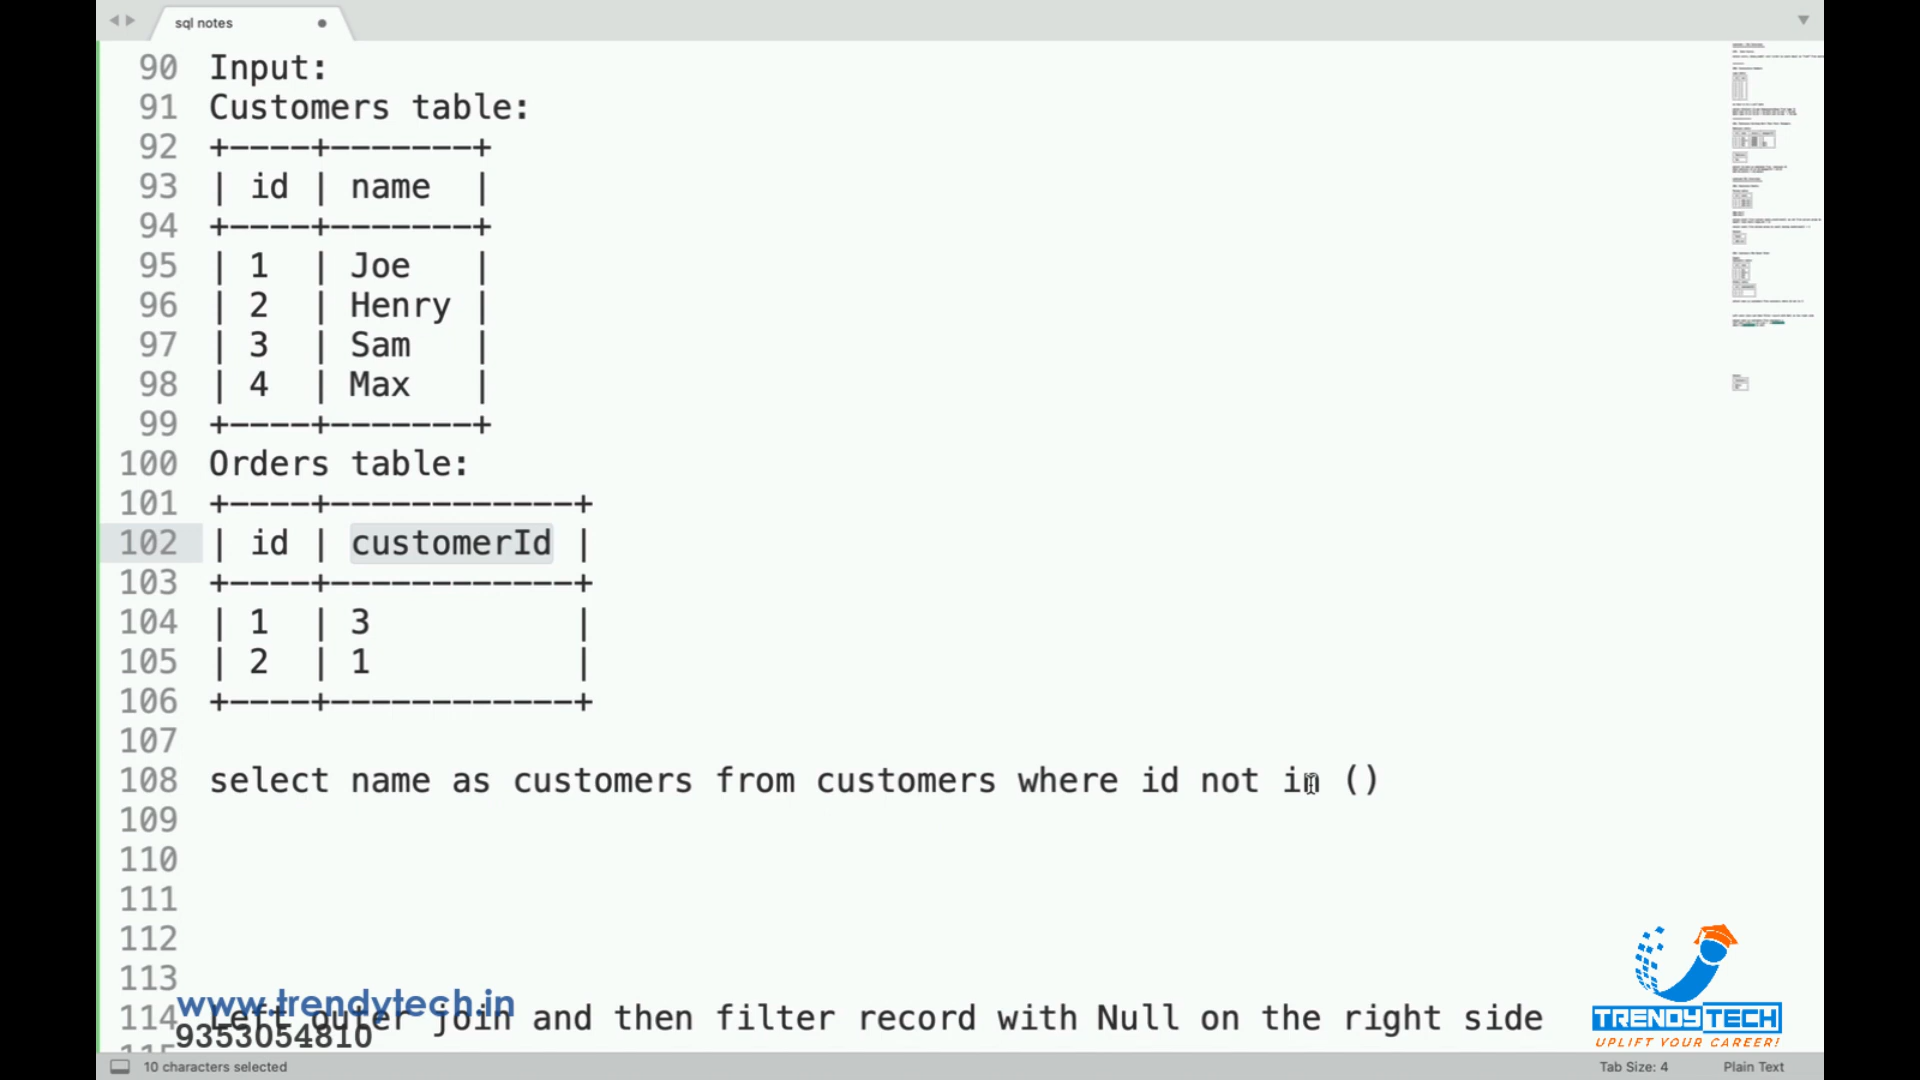 sql notes
90 Input:
91 Customers table:
92 +----+-------+
93 | id | name  |
94 +----+-------+
95 | 1  | Joe   |
96 | 2  | Henry |
97 | 3  | Sam   |
98 | 4  | Max   |
99 +----+-------+
100 Orders table:
101 +----+------------+
102 | id | customerId |
103 +----+------------+
104 | 1  | 3          |
105 | 2  | 1          |
106 +----+------------+
107
108 select name as customers from customers where id not in ()
109
110
111
112
113
www.trendytech.in
114 Left outer join and then filter record with Null on the right side
9353054810
TRENDYTECH
UPLIFT YOUR CAREER!
10 characters selected
Tab Size: 4
Plain Text